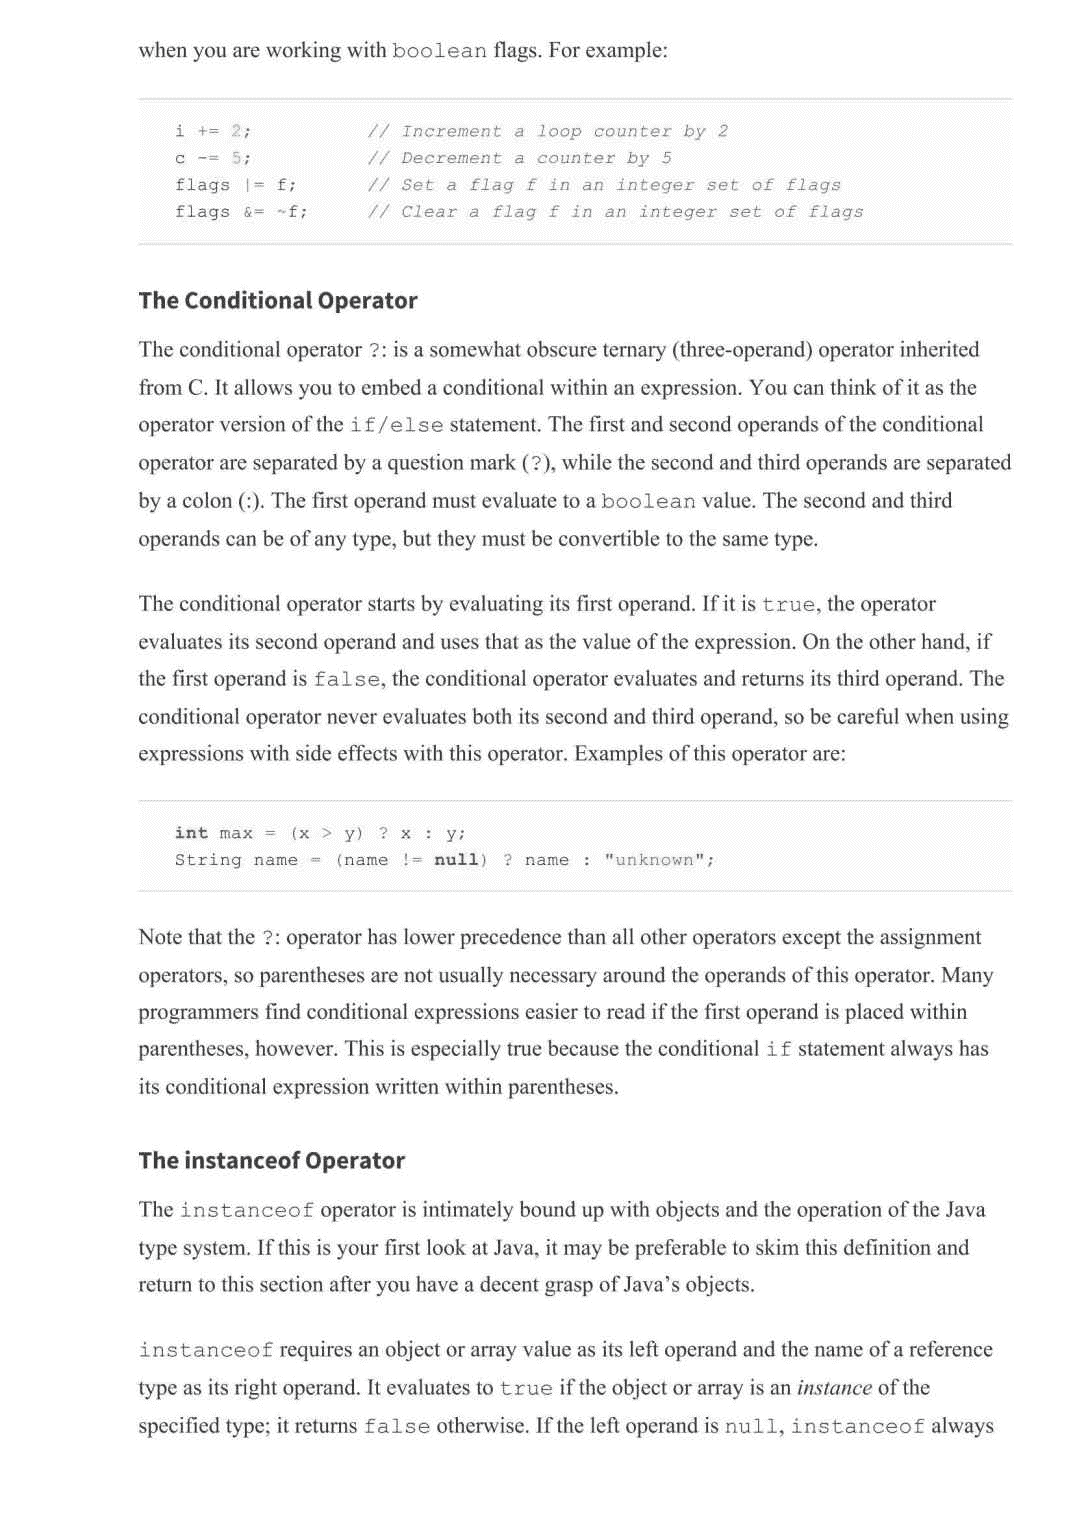 when you are working with boolean flags. For example:
i += 2; // Increment a loop counter by 2
c -= 5; // Decrement a counter by 5
flags |= f; // Set a flag f in an integer set of flags
flags &= ~f; // Clear a flag f in an integer set of flags
The Conditional Operator
The conditional operator ?: is a somewhat obscure ternary (three-operand) operator inherited
from C. It allows you to embed a conditional within an expression. You can think of it as the
operator version of the if/else statement. The first and second operands of the conditional
operator are separated by a question mark (?), while the second and third operands are separated
by a colon (:). The first operand must evaluate to a boolean value. The second and third
operands can be of any type, but they must be convertible to the same type.
The conditional operator starts by evaluating its first operand. If it is true, the operator
evaluates its second operand and uses that as the value of the expression. On the other hand, if
the first operand is false, the conditional operator evaluates and returns its third operand. The
conditional operator never evaluates both its second and third operand, so be careful when using
expressions with side effects with this operator. Examples of this operator are:
int max = (x > y) ? x : y;
String name = (name != null) ? name : "unknown";
Note that the ?: operator has lower precedence than all other operators except the assignment
operators, so parentheses are not usually necessary around the operands of this operator. Many
programmers find conditional expressions easier to read if the first operand is placed within
parentheses, however. This is especially true because the conditional if statement always has
its conditional expression written within parentheses.
The instanceof Operator
The instanceof operator is intimately bound up with objects and the operation of the Java
type system. If this is your first look at Java, it may be preferable to skim this definition and
return to this section after you have a decent grasp of Java’s objects.
instanceof requires an object or array value as its left operand and the name of a reference
type as its right operand. It evaluates to true if the object or array is an instance of the
specified type; it returns false otherwise. If the left operand is null, instanceof always